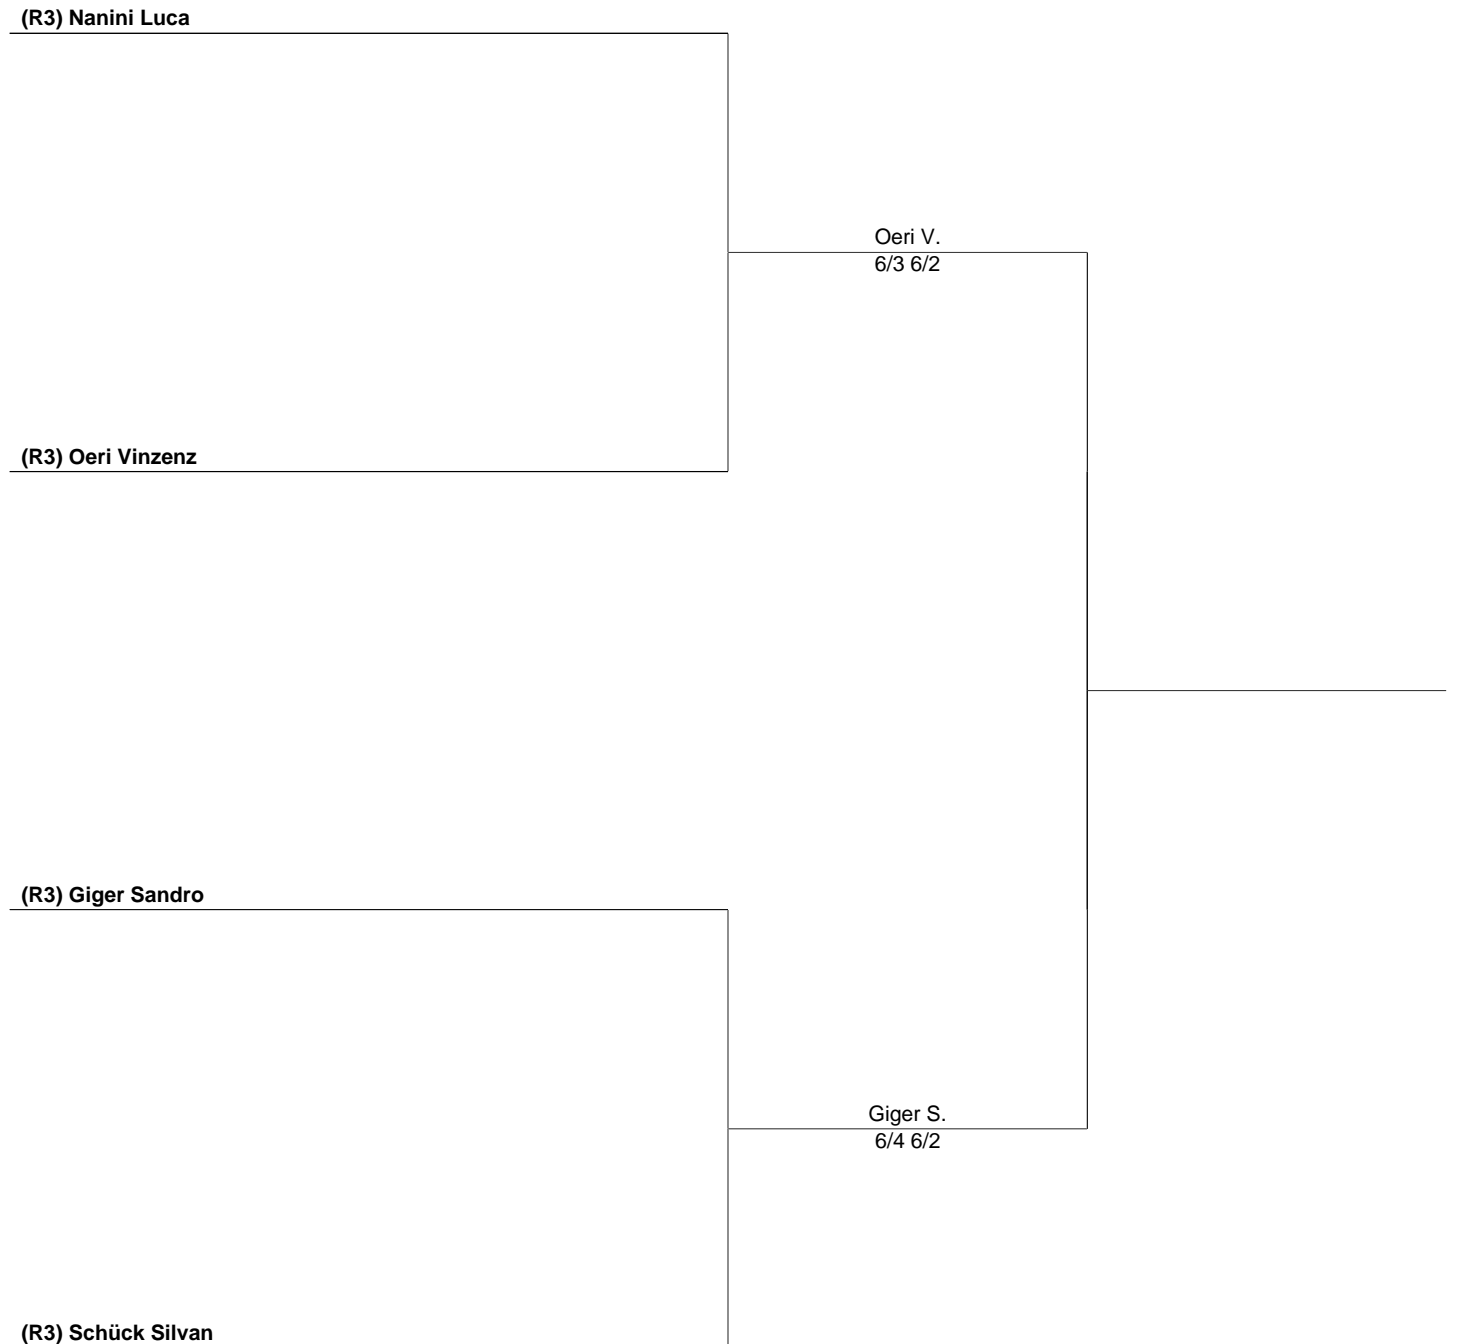 (R3) Nanini Luca
Oeri V.
6/3 6/2
(R3) Oeri Vinzenz
(R3) Giger Sandro
Giger S.
6/4 6/2
(R3) Schück Silvan